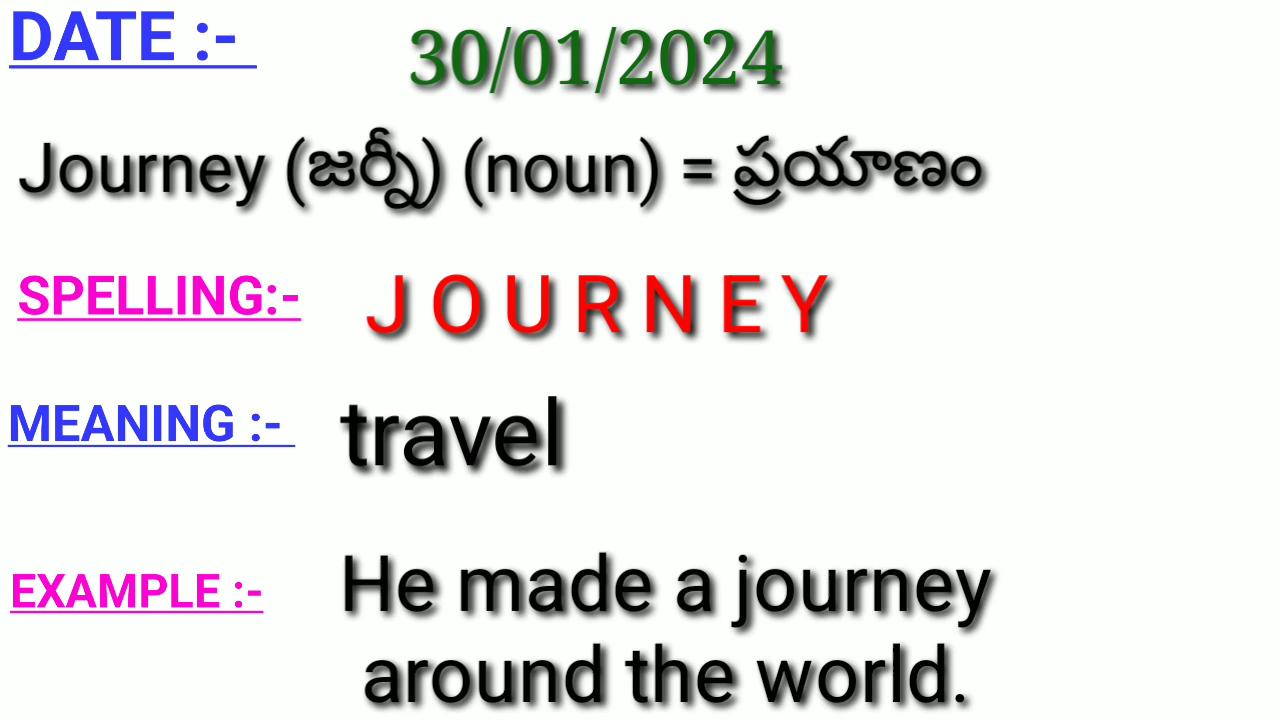 DATE :- 30/01/2024
Journey (జర్నీ) (noun) = ప్రయాణం
SPELLING:- J O U R N E Y
MEANING :- travel
EXAMPLE :- He made a journey
around the world.